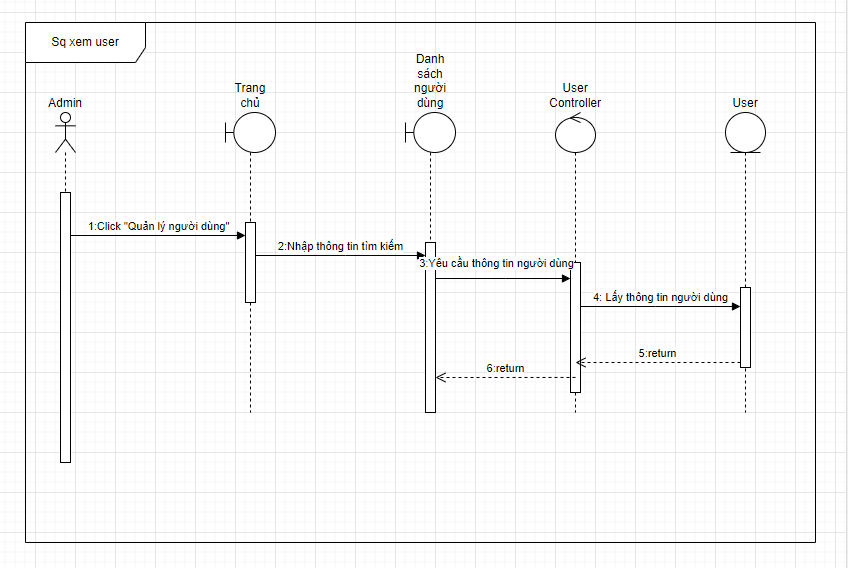 Sq xem user
Admin
Trang
chủ
Danh
sách
người
dùng
User
Controller
User
1:Click "Quản lý người dùng"
2:Nhập thông tin tìm kiếm
3:Yêu cầu thông tin người dùng
4: Lấy thông tin người dùng
5:return
6:return